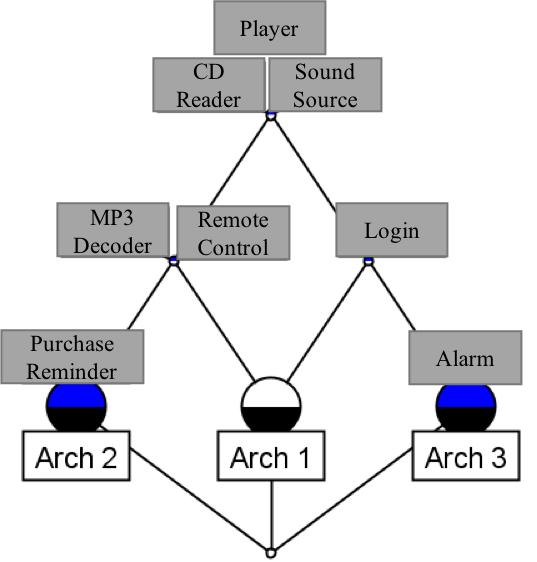 Player
CD
Reader
Sound
Source
MP3
Decoder
Remote
Control
Login
Purchase
Reminder
Alarm
Arch 2
Arch 1
Arch 3